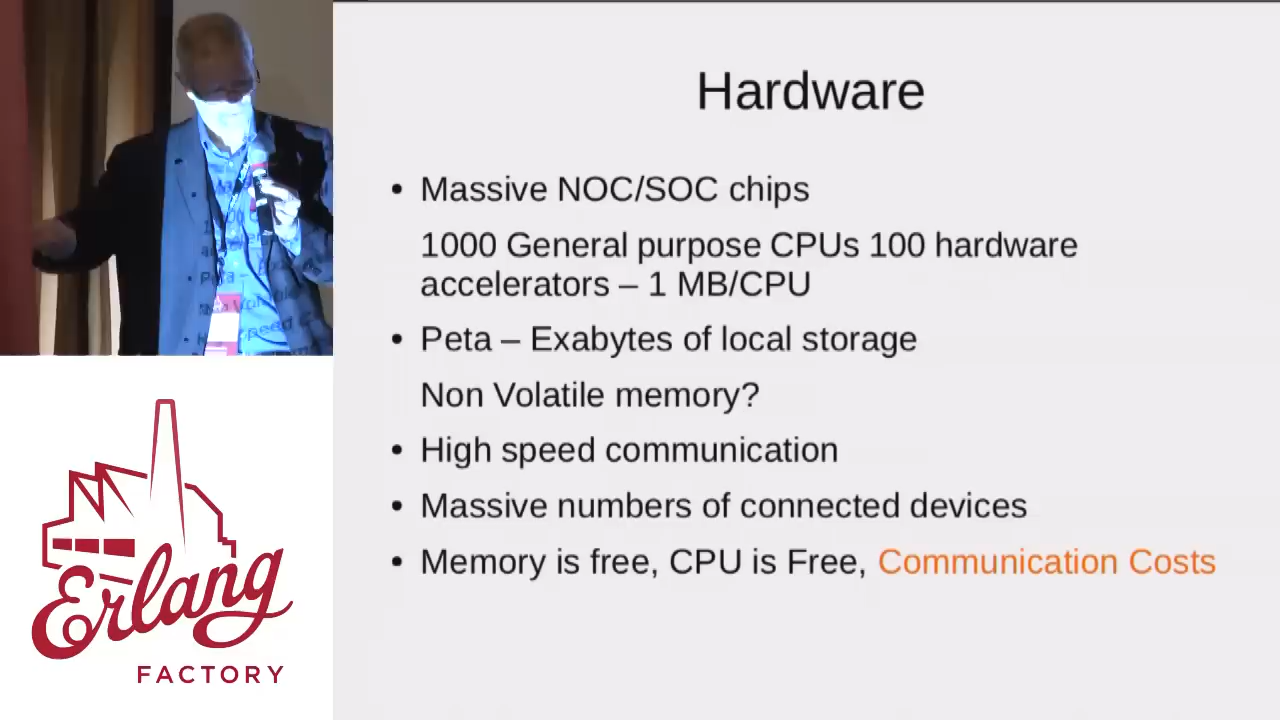 Hardware
• Massive NOC/SOC chips
1000 General purpose CPUs 100 hardware
accelerators – 1 MB/CPU
• Peta – Exabytes of local storage
Non Volatile memory?
• High speed communication
• Massive numbers of connected devices
• Memory is free, CPU is Free, Communication Costs
Erlang
FACTORY